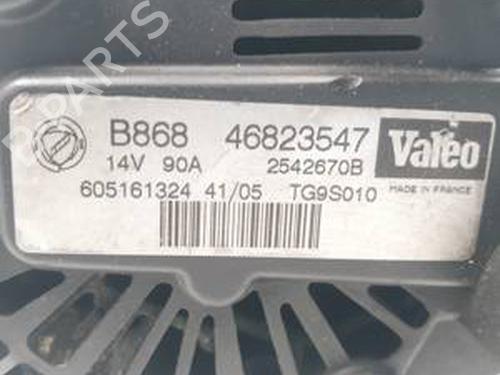 B868 46823547 Valeo
14V 90A 2542670B
MADE IN FRANCE
605161324 41/05 TG9S010